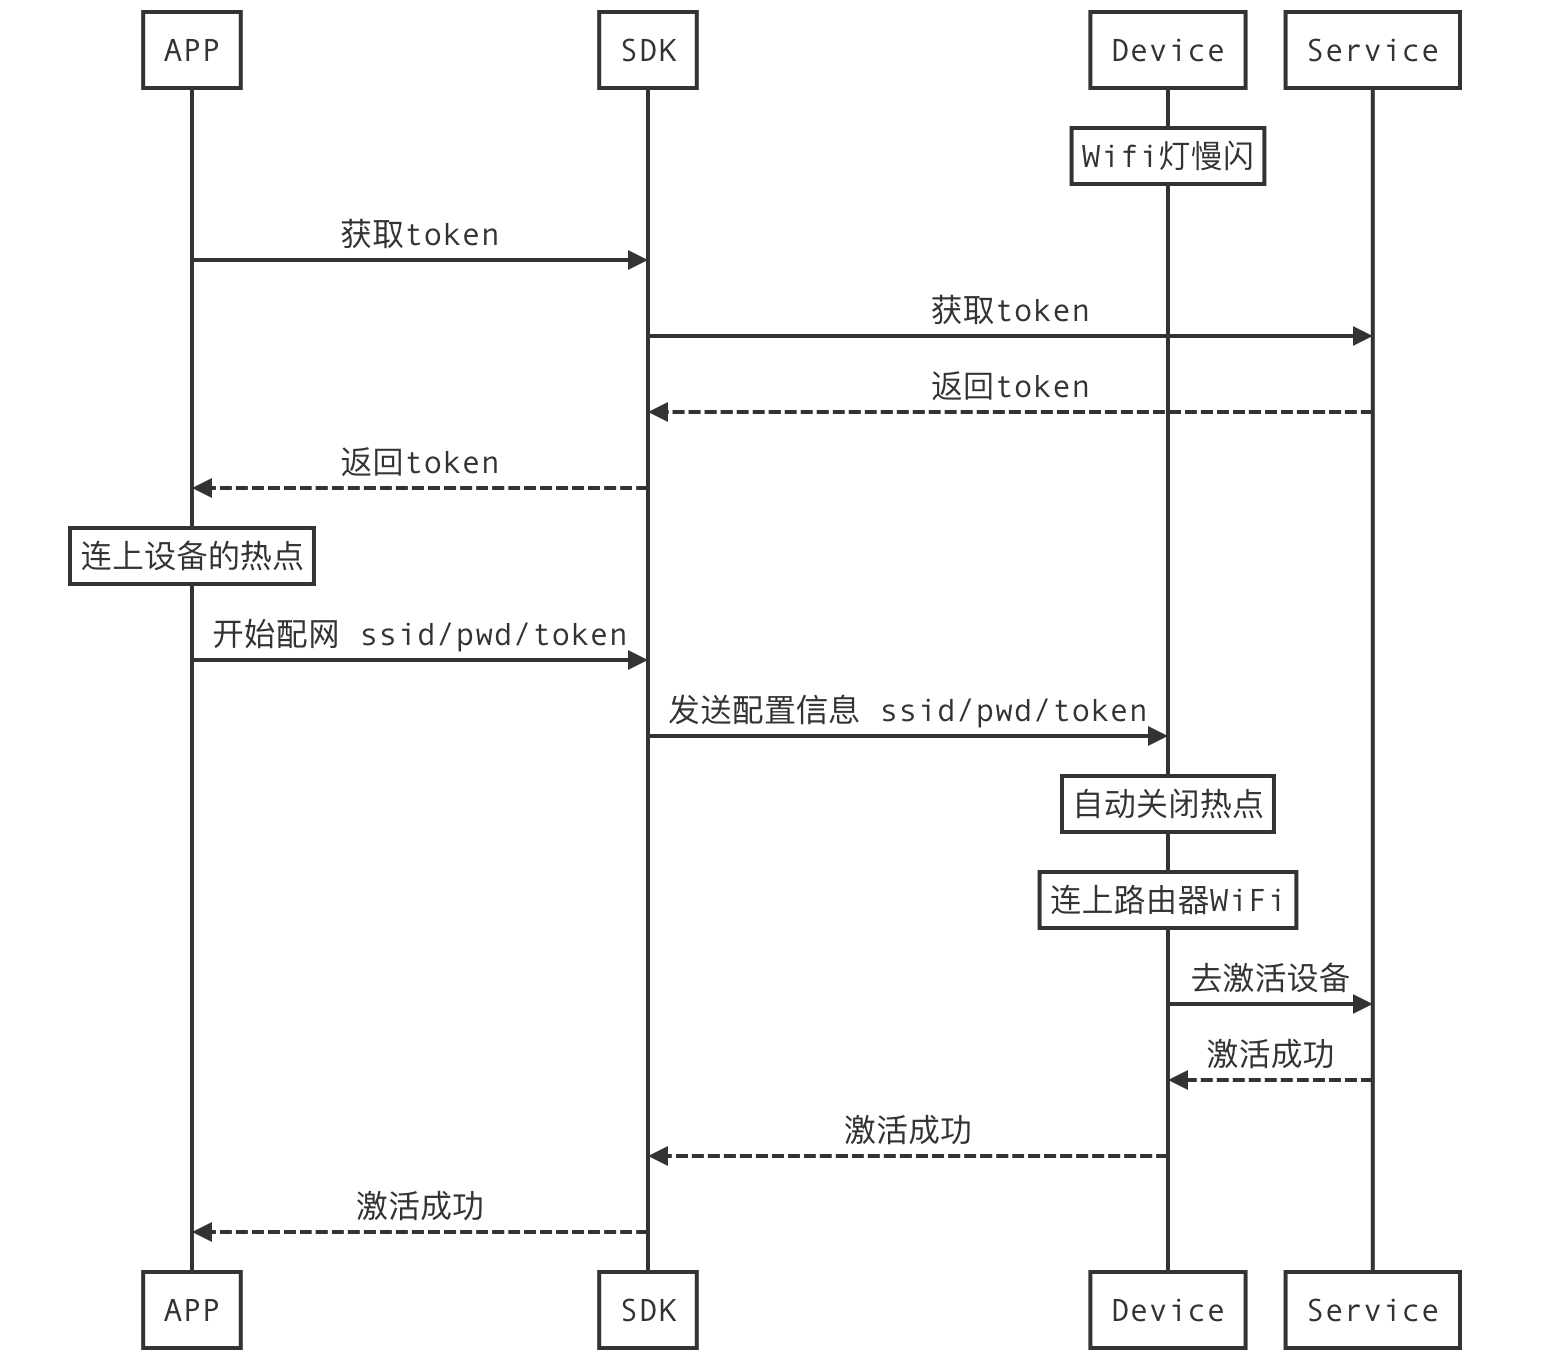 APP
SDK
Device
Service
Wifi灯慢闪
获取token
获取token
返回token
返回token
连上设备的热点
开始配网 ssid/pwd/token
发送配置信息 ssid/pwd/token
自动关闭热点
连上路由器WiFi
去激活设备
激活成功
激活成功
激活成功
APP
SDK
Device
Service